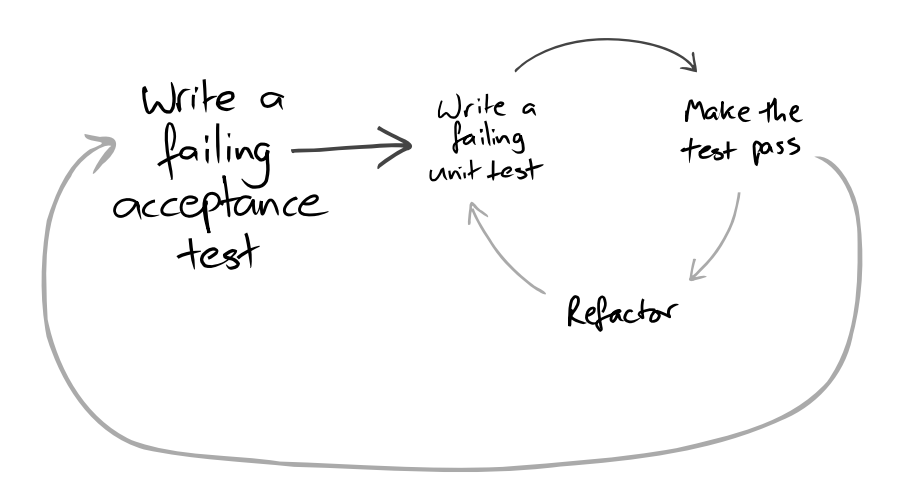 Write a
failing
acceptance
test
Write a
failing
unit test
Make the
test pass
Refactor